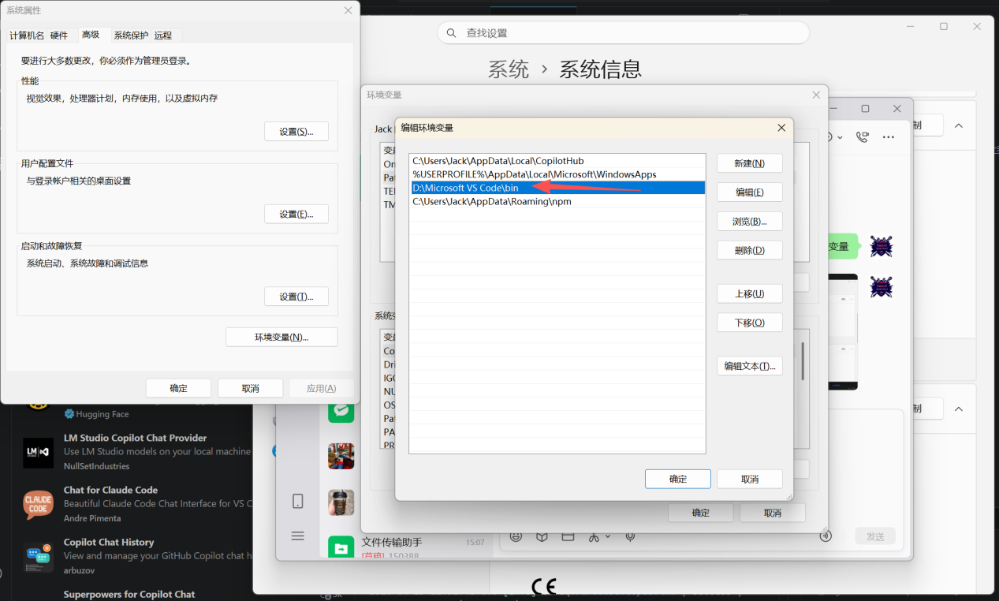 系统属性
计算机名
硬件
高级
系统保护
远程
要进行大多数更改，你必须作为管理员登录。
性能
视觉效果，处理器计划，内存使用，以及虚拟内存
设置(S)...
用户配置文件
与登录帐户相关的桌面设置
设置(E)...
启动和故障恢复
系统启动、系统故障和调试信息
设置(T)...
环境变量(N)...
确定
取消
应用(A)
查找设置
系统 › 系统信息
环境变量
Jack
编辑环境变量
C:\Users\Jack\AppData\Local\CopilotHub
%USERPROFILE%\AppData\Local\Microsoft\WindowsApps
D:\Microsoft VS Code\bin
C:\Users\Jack\AppData\Roaming\npm
新建(N)
编辑(E)
浏览(B)...
删除(D)
上移(U)
下移(O)
编辑文本(T)...
确定
取消
变
On
Pat
TE
TM
系统变
变
Co
Dri
NU
OS
Pa
PA
PR
确定
取消
制
变量
制
Hugging Face
LM Studio Copilot Chat Provider
Use LM Studio models on your local machine
NullSetIndustries
CLAUDE CODE
Chat for Claude Code
Beautiful Claude Code Chat Interface for VS C
Andre Pimenta
Copilot Chat History
View and manage your GitHub Copilot chat h
arbuzov
Superpowers for Copilot Chat
文件传输助手
15:07
[草稿] 150388
发送
CE